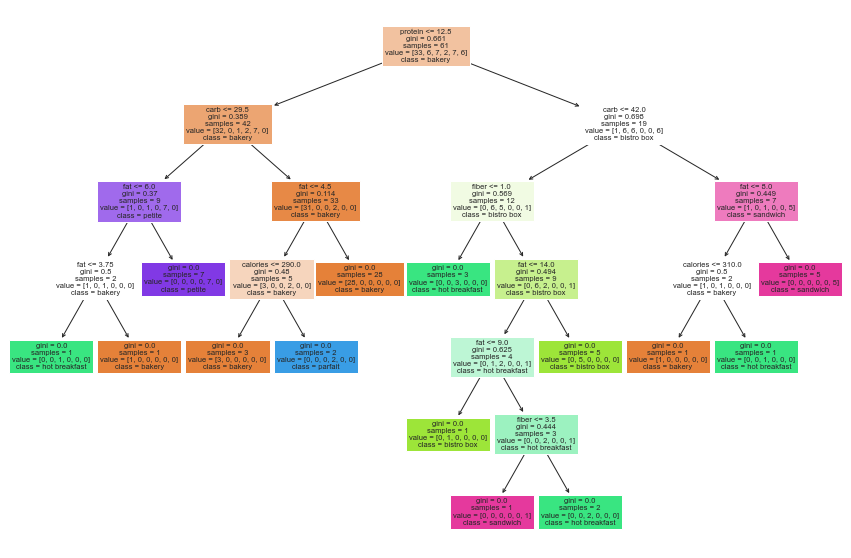 protein <= 12.5
gini = 0.661
samples = 61
value = [33, 6, 7, 2, 7, 6]
class = bakery
carb <= 29.5
gini = 0.389
samples = 42
value = [32, 0, 1, 2, 7, 0]
class = bakery
carb <= 42.0
gini = 0.698
samples = 19
value = [1, 6, 6, 0, 0, 6]
class = bistro box
fat <= 6.0
gini = 0.37
samples = 9
value = [1, 0, 1, 0, 7, 0]
class = petite
fat <= 4.5
gini = 0.114
samples = 33
value = [31, 0, 0, 2, 0, 0]
class = bakery
fiber <= 1.0
gini = 0.569
samples = 12
value = [0, 6, 5, 0, 0, 1]
class = bistro box
fat <= 8.0
gini = 0.449
samples = 7
value = [1, 0, 1, 0, 0, 5]
class = sandwich
fat <= 3.75
gini = 0.5
samples = 2
value = [1, 0, 1, 0, 0, 0]
class = bakery
gini = 0.0
samples = 7
value = [0, 0, 0, 0, 7, 0]
class = petite
calories <= 290.0
gini = 0.48
samples = 5
value = [3, 0, 0, 2, 0, 0]
class = bakery
gini = 0.0
samples = 28
value = [28, 0, 0, 0, 0, 0]
class = bakery
gini = 0.0
samples = 3
value = [0, 0, 3, 0, 0, 0]
class = hot breakfast
fat <= 14.0
gini = 0.494
samples = 9
value = [0, 6, 2, 0, 0, 1]
class = bistro box
calories <= 310.0
gini = 0.5
samples = 2
value = [1, 0, 1, 0, 0, 0]
class = bakery
gini = 0.0
samples = 5
value = [0, 0, 0, 0, 0, 5]
class = sandwich
gini = 0.0
samples = 1
value = [0, 0, 1, 0, 0, 0]
class = hot breakfast
gini = 0.0
samples = 1
value = [1, 0, 0, 0, 0, 0]
class = bakery
gini = 0.0
samples = 3
value = [3, 0, 0, 0, 0, 0]
class = bakery
gini = 0.0
samples = 2
value = [0, 0, 0, 2, 0, 0]
class = parfait
fat <= 9.0
gini = 0.625
samples = 4
value = [0, 1, 2, 0, 0, 1]
class = hot breakfast
gini = 0.0
samples = 5
value = [0, 5, 0, 0, 0, 0]
class = bistro box
gini = 0.0
samples = 1
value = [1, 0, 0, 0, 0, 0]
class = bakery
gini = 0.0
samples = 1
value = [0, 0, 1, 0, 0, 0]
class = hot breakfast
gini = 0.0
samples = 1
value = [0, 1, 0, 0, 0, 0]
class = bistro box
fiber <= 3.5
gini = 0.444
samples = 3
value = [0, 0, 2, 0, 0, 1]
class = hot breakfast
gini = 0.0
samples = 1
value = [0, 0, 0, 0, 0, 1]
class = sandwich
gini = 0.0
samples = 2
value = [0, 0, 2, 0, 0, 0]
class = hot breakfast